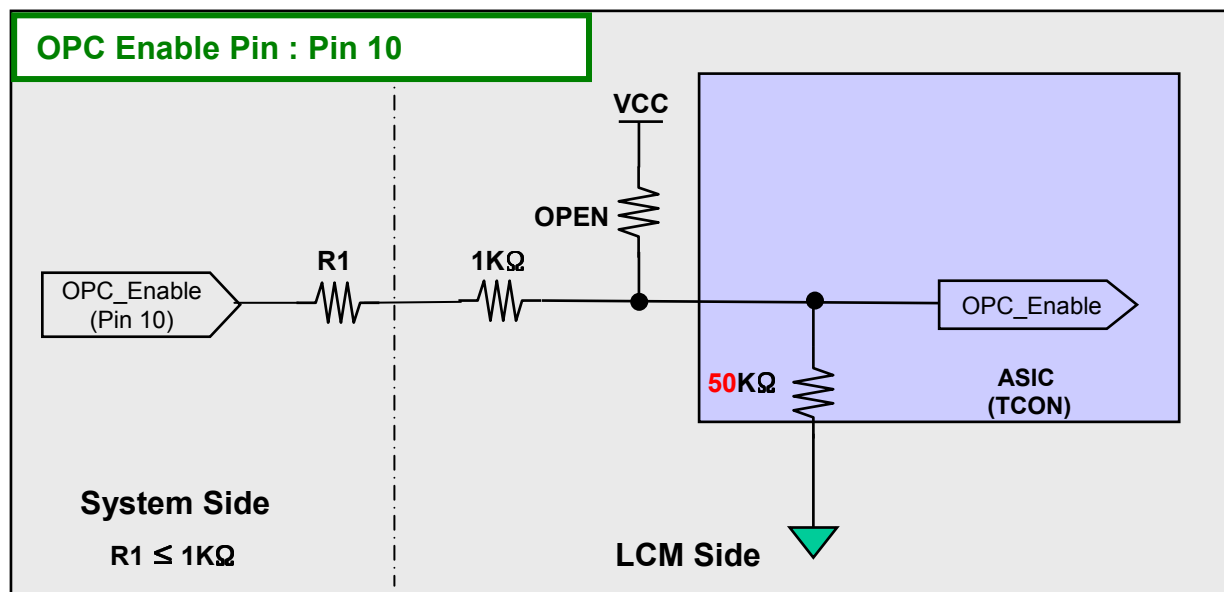 OPC Enable Pin : Pin 10
VCC
OPEN
R1
1KΩ
OPC_Enable
(Pin 10)
OPC_Enable
50KΩ
ASIC
(TCON)
System Side
R1 ≤ 1KΩ
LCM Side